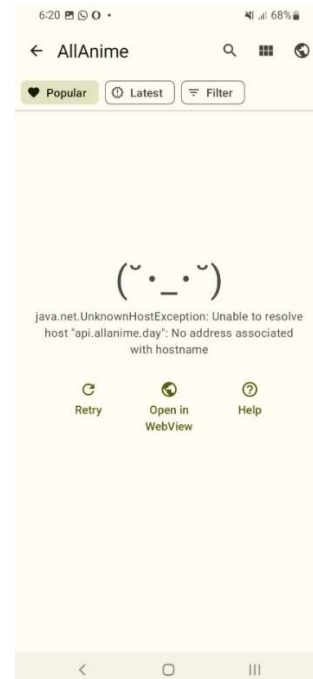 6:20
68%
AllAnime
Popular
Latest
Filter
(˘·_·˘)
java.net.UnknownHostException: Unable to resolve
host "api.allanime.day": No address associated
with hostname
Retry
Open in
WebView
Help